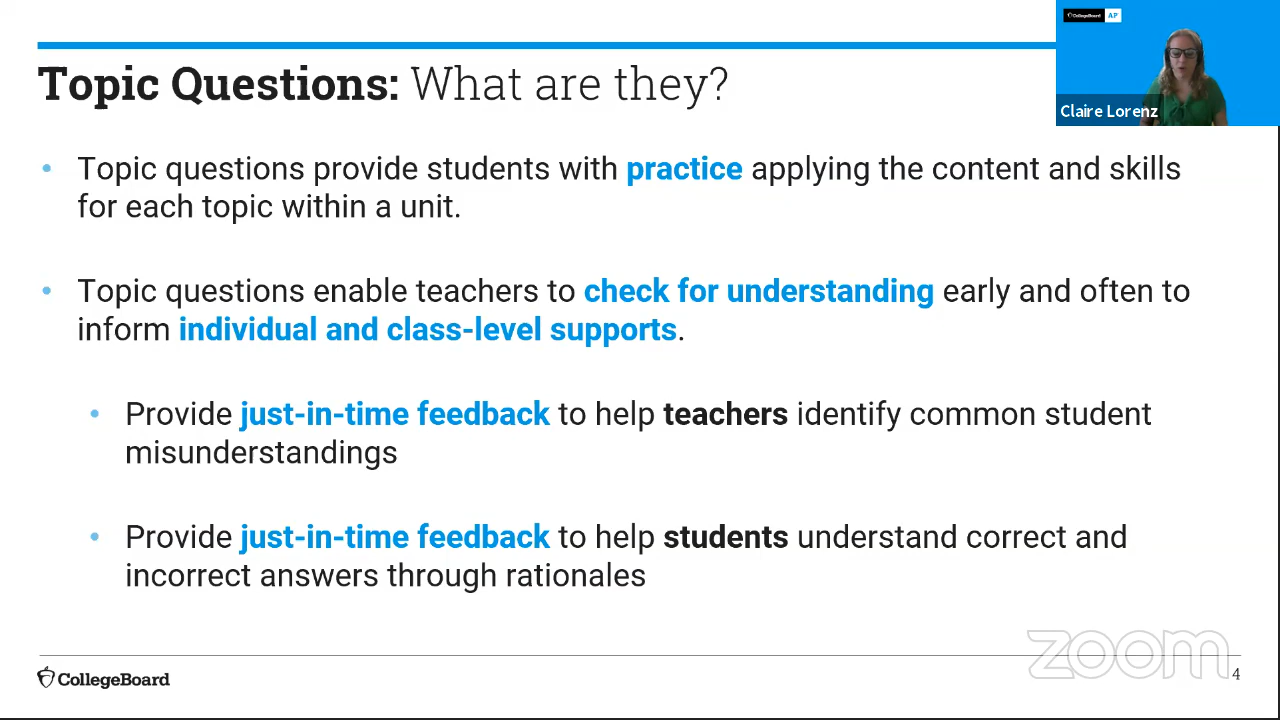 CollegeBoard AP
Topic Questions: What are they?
Claire Lorenz
• Topic questions provide students with practice applying the content and skills
for each topic within a unit.
• Topic questions enable teachers to check for understanding early and often to
inform individual and class-level supports.
• Provide just-in-time feedback to help teachers identify common student
misunderstandings
• Provide just-in-time feedback to help students understand correct and
incorrect answers through rationales
zoom
CollegeBoard
4